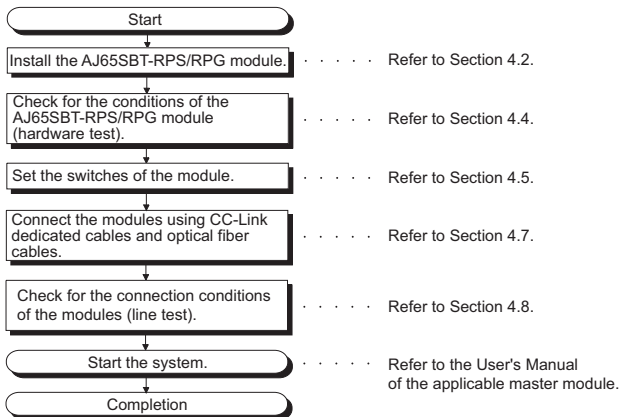 Start
Install the AJ65SBT-RPS/RPG module. · · · · · Refer to Section 4.2.
Check for the conditions of the
AJ65SBT-RPS/RPG module
(hardware test). · · · · · Refer to Section 4.4.
Set the switches of the module. · · · · · Refer to Section 4.5.
Connect the modules using CC-Link
dedicated cables and optical fiber
cables. · · · · · Refer to Section 4.7.
Check for the connection conditions
of the modules (line test). · · · · · Refer to Section 4.8.
Start the system. · · · · · Refer to the User's Manual
of the applicable master module.
Completion